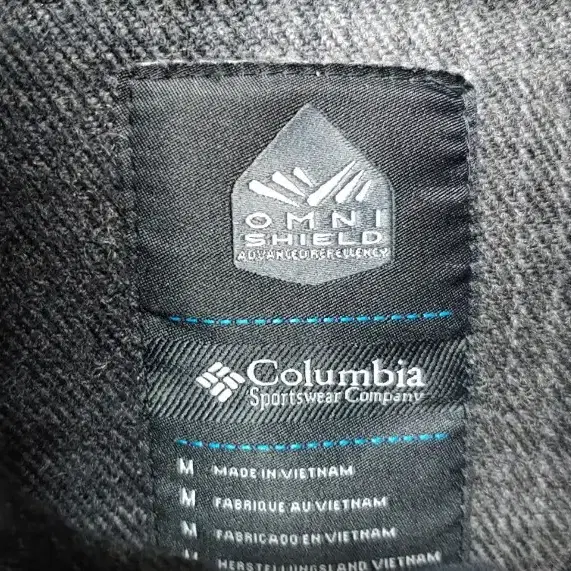 OMNI
SHIELD
ADVANCED REPELLENCY
Columbia
Sportswear Company
M MADE IN VIETNAM
M FABRIQUE AU VIETNAM
M FABRICADO EN VIETNAM
M HERSTELLUNGSLAND VIETNAM